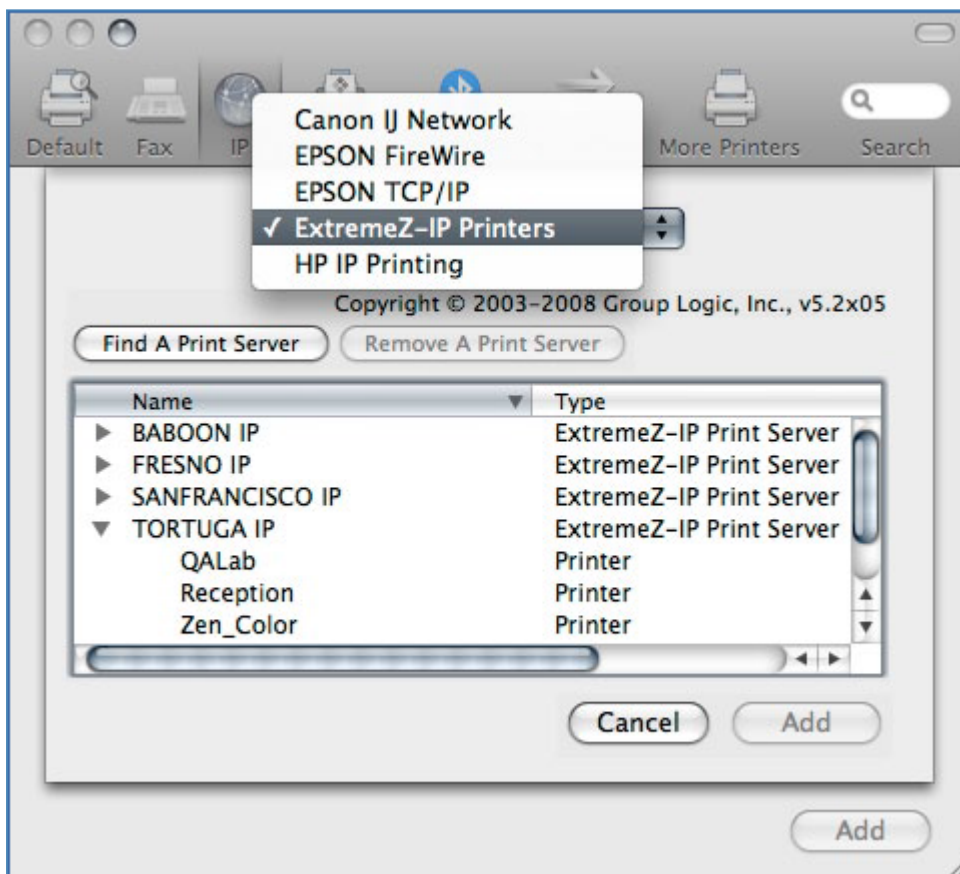 Default Fax IP More Printers Search
Canon IJ Network
EPSON FireWire
EPSON TCP/IP
✓ ExtremeZ-IP Printers
HP IP Printing
Copyright © 2003-2008 Group Logic, Inc., v5.2x05
Find A Print Server Remove A Print Server
Name Type
BABOON IP ExtremeZ-IP Print Server
FRESNO IP ExtremeZ-IP Print Server
SANFRANCISCO IP ExtremeZ-IP Print Server
TORTUGA IP ExtremeZ-IP Print Server
QALab Printer
Reception Printer
Zen_Color Printer
Cancel Add
Add